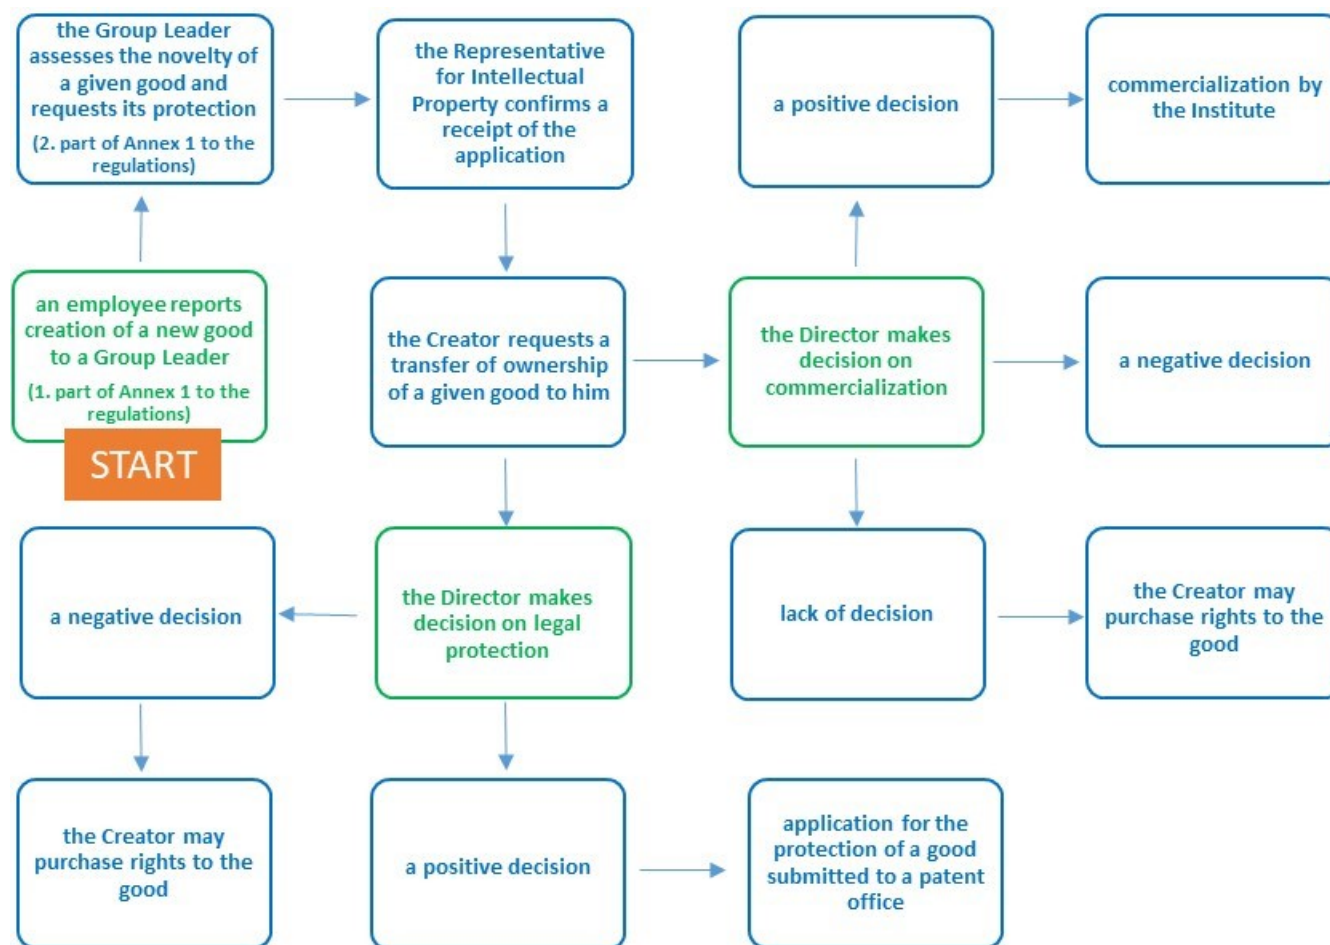 the Group Leader
assesses the novelty of
a given good and
requests its protection
(2. part of Annex 1 to the
regulations)
the Representative
for Intellectual
Property confirms a
receipt of the
application
a positive decision
commercialization by
the Institute
an employee reports
creation of a new good
to a Group Leader
(1. part of Annex 1 to the
regulations)
START
the Creator requests a
transfer of ownership
of a given good to him
the Director makes
decision on
commercialization
a negative decision
a negative decision
the Director makes
decision on legal
protection
lack of decision
the Creator may
purchase rights to the
good
the Creator may
purchase rights to the
good
a positive decision
application for the
protection of a good
submitted to a patent
office